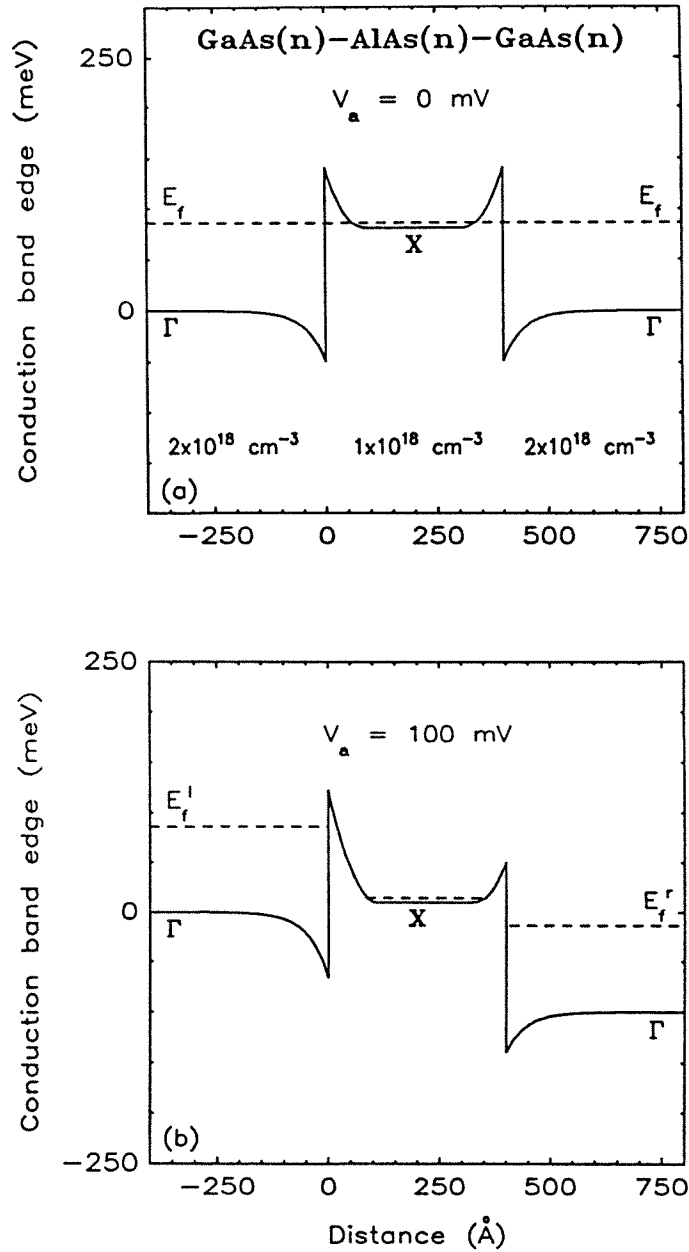 GaAs(n)−AlAs(n)−GaAs(n)
250
V_a = 0 mV
E_f
E_f
X
0
Γ
Γ
2x10^18 cm^-3
1x10^18 cm^-3
2x10^18 cm^-3
(a)
−250
0
250
500
750
Conduction band edge (meV)
250
V_a = 100 mV
E_f^l
X
E_f^r
0
Γ
Γ
(b)
−250
−250
0
250
500
750
Conduction band edge (meV)
Distance (Å)